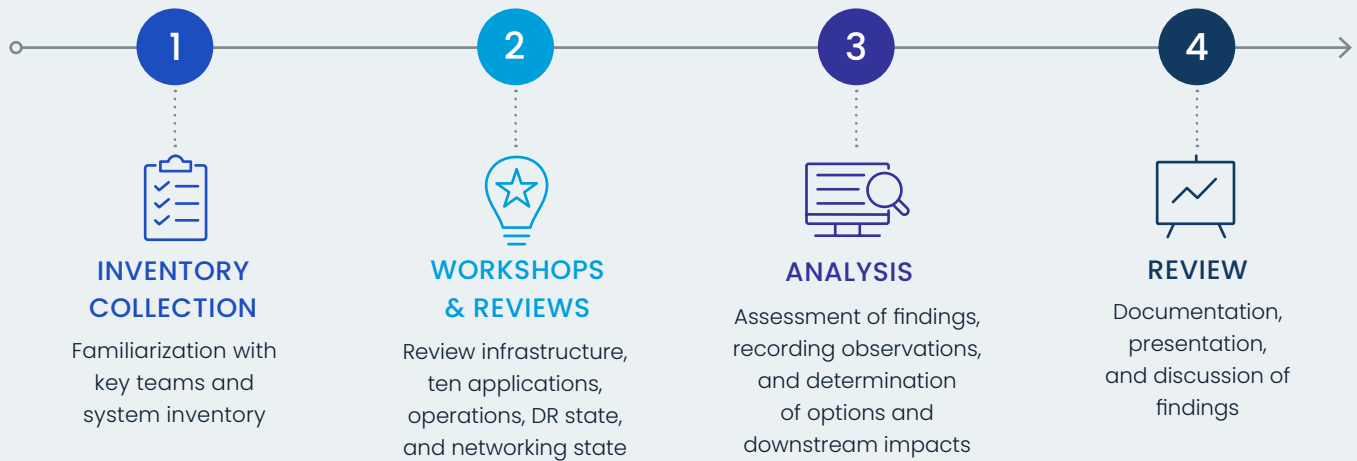 1
2
3
4
INVENTORY
COLLECTION
Familiarization with
key teams and
system inventory
WORKSHOPS
& REVIEWS
Review infrastructure,
ten applications,
operations, DR state,
and networking state
ANALYSIS
Assessment of findings,
recording observations,
and determination
of options and
downstream impacts
REVIEW
Documentation,
presentation,
and discussion of
findings